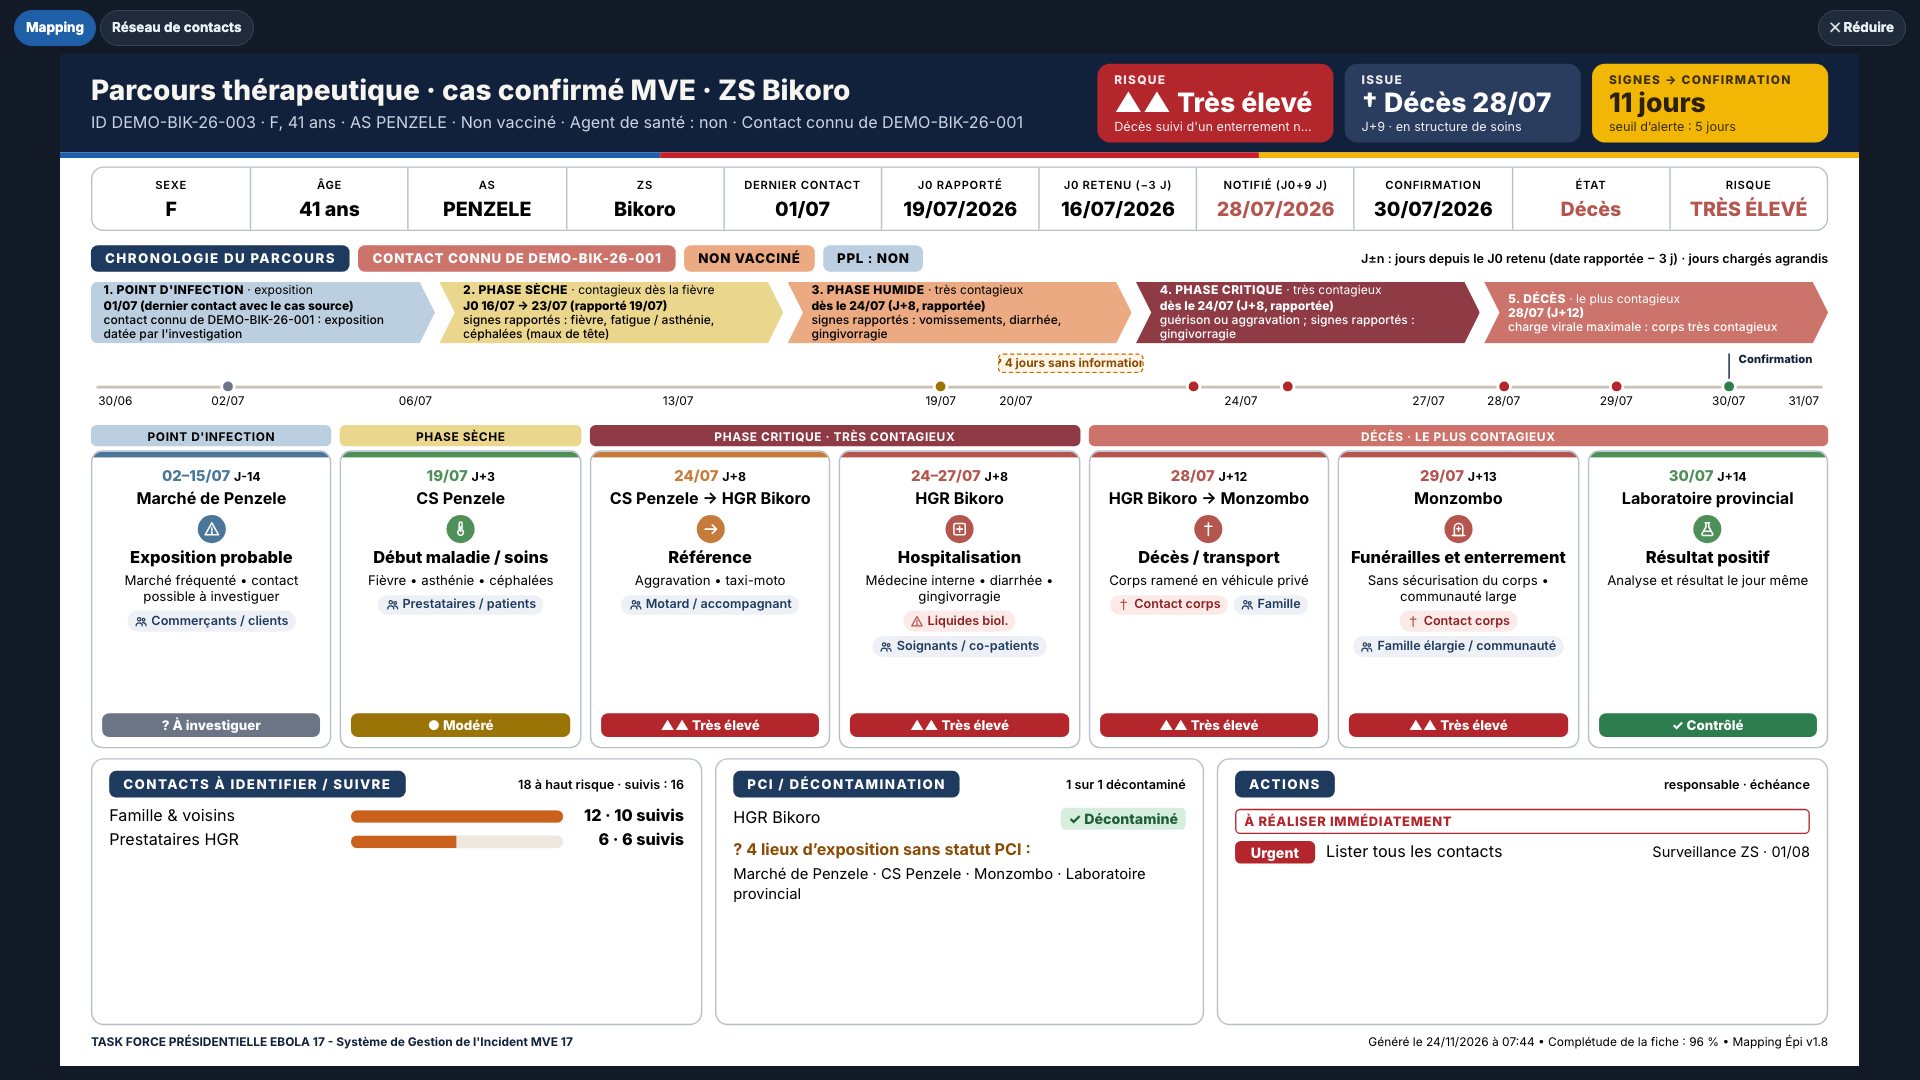 Mapping
Réseau de contacts
✕ Réduire
Parcours thérapeutique · cas confirmé MVE · ZS Bikoro
ID DEMO-BIK-26-003 · F, 41 ans · AS PENZELE · Non vacciné · Agent de santé : non · Contact connu de DEMO-BIK-26-001
RISQUE
▲▲ Très élevé
Décès suivi d'un enterrement n...
ISSUE
† Décès 28/07
J+9 · en structure de soins
SIGNES → CONFIRMATION
11 jours
seuil d'alerte : 5 jours
SEXE
F
ÂGE
41 ans
AS
PENZELE
ZS
Bikoro
DERNIER CONTACT
01/07
J0 RAPPORTÉ
19/07/2026
J0 RETENU (−3 J)
16/07/2026
NOTIFIÉ (J0+9 J)
28/07/2026
CONFIRMATION
30/07/2026
ÉTAT
Décès
RISQUE
TRÈS ÉLEVÉ
CHRONOLOGIE DU PARCOURS
CONTACT CONNU DE DEMO-BIK-26-001
NON VACCINÉ
PPL : NON
J±n : jours depuis le J0 retenu (date rapportée − 3 j) · jours chargés agrandis
1. POINT D'INFECTION · exposition
01/07 (dernier contact avec le cas source)
contact connu de DEMO-BIK-26-001 : exposition
datée par l'investigation
2. PHASE SÈCHE · contagieux dès la fièvre
J0 16/07 → 23/07 (rapporté 19/07)
signes rapportés : fièvre, fatigue / asthénie,
céphalées (maux de tête)
3. PHASE HUMIDE · très contagieux
dès le 24/07 (J+8, rapportée)
signes rapportés : vomissements, diarrhée,
gingivorragie
4. PHASE CRITIQUE · très contagieux
dès le 24/07 (J+8, rapportée)
guérison ou aggravation ; signes rapportés :
gingivorragie
5. DÉCÈS · le plus contagieux
28/07 (J+12)
charge virale maximale : corps très contagieux
4 jours sans information
Confirmation
30/06
02/07
06/07
13/07
19/07
20/07
24/07
27/07
28/07
29/07
30/07
31/07
POINT D'INFECTION
PHASE SÈCHE
PHASE CRITIQUE · TRÈS CONTAGIEUX
DÉCÈS · LE PLUS CONTAGIEUX
02–15/07 J-14
Marché de Penzele
Exposition probable
Marché fréquenté • contact
possible à investiguer
Commerçants / clients
? À investiguer
19/07 J+3
CS Penzele
Début maladie / soins
Fièvre • asthénie • céphalées
Prestataires / patients
● Modéré
24/07 J+8
CS Penzele → HGR Bikoro
Référence
Aggravation • taxi-moto
Motard / accompagnant
▲▲ Très élevé
24–27/07 J+8
HGR Bikoro
Hospitalisation
Médecine interne • diarrhée •
gingivorragie
Liquides biol.
Soignants / co-patients
▲▲ Très élevé
28/07 J+12
HGR Bikoro → Monzombo
Décès / transport
Corps ramené en véhicule privé
† Contact corps
Famille
▲▲ Très élevé
29/07 J+13
Monzombo
Funérailles et enterrement
Sans sécurisation du corps •
communauté large
† Contact corps
Famille élargie / communauté
▲▲ Très élevé
30/07 J+14
Laboratoire provincial
Résultat positif
Analyse et résultat le jour même
✓ Contrôlé
CONTACTS À IDENTIFIER / SUIVRE
18 à haut risque · suivis : 16
Famille & voisins
12 · 10 suivis
Prestataires HGR
6 · 6 suivis
PCI / DÉCONTAMINATION
1 sur 1 décontaminé
HGR Bikoro
✓ Décontaminé
? 4 lieux d'exposition sans statut PCI :
Marché de Penzele · CS Penzele · Monzombo · Laboratoire
provincial
ACTIONS
responsable · échéance
À RÉALISER IMMÉDIATEMENT
Urgent
Lister tous les contacts
Surveillance ZS · 01/08
TASK FORCE PRÉSIDENTIELLE EBOLA 17 - Système de Gestion de l'Incident MVE 17
Généré le 24/11/2026 à 07:44 • Complétude de la fiche : 96 % • Mapping Épi v1.8